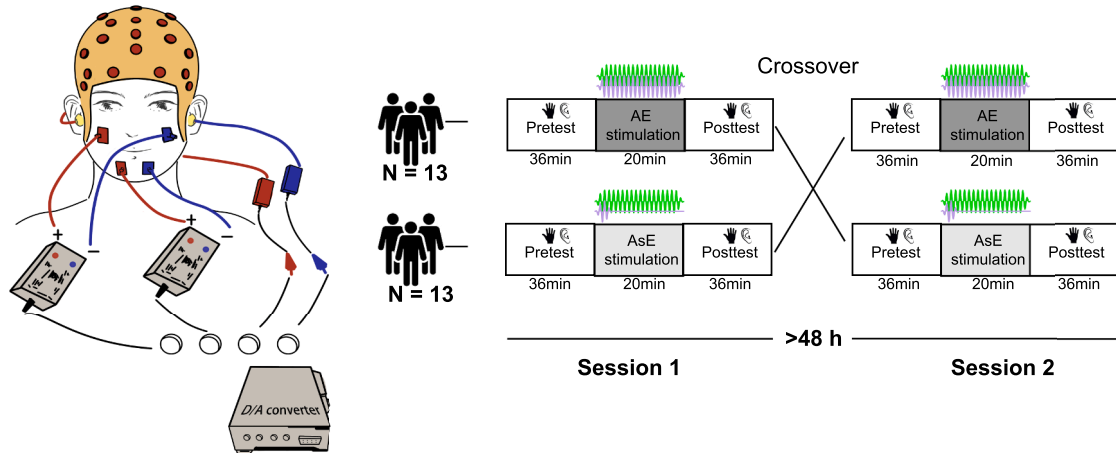 +
−
+
−
D/A converter
N = 13
N = 13
Crossover
Pretest
AE
stimulation
Posttest
36min
20min
36min
Pretest
AE
stimulation
Posttest
36min
20min
36min
Pretest
AsE
stimulation
Posttest
36min
20min
36min
Pretest
AsE
stimulation
Posttest
36min
20min
36min
>48 h
Session 1
Session 2